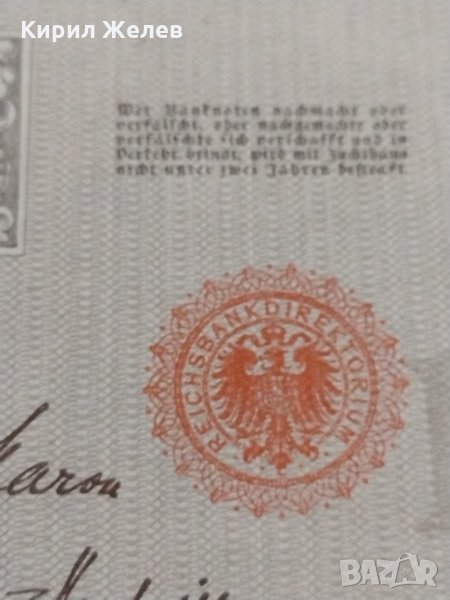 Кирил Желев
Wer Banknoten nachmacht oder
verfälscht, oder nachgemachte oder
verfälschte sich verschafft und in
Verkehr bringt, wird mit Zuchthaus
nicht unter zwei Jahren bestraft
REICHSBANKDIREKTORIUM
bazar